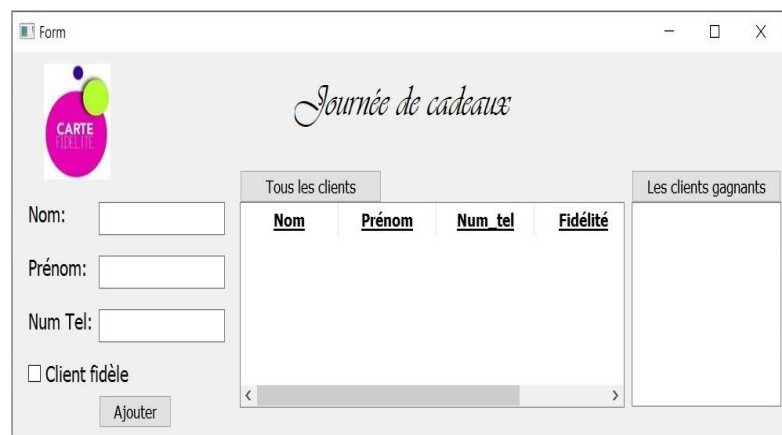 Form
CARTE
FIDELITE
Journée de cadeaux
Tous les clients
Les clients gagnants
Nom Prénom Num_tel Fidélité
Nom:
Prénom:
Num Tel:
Client fidèle
Ajouter